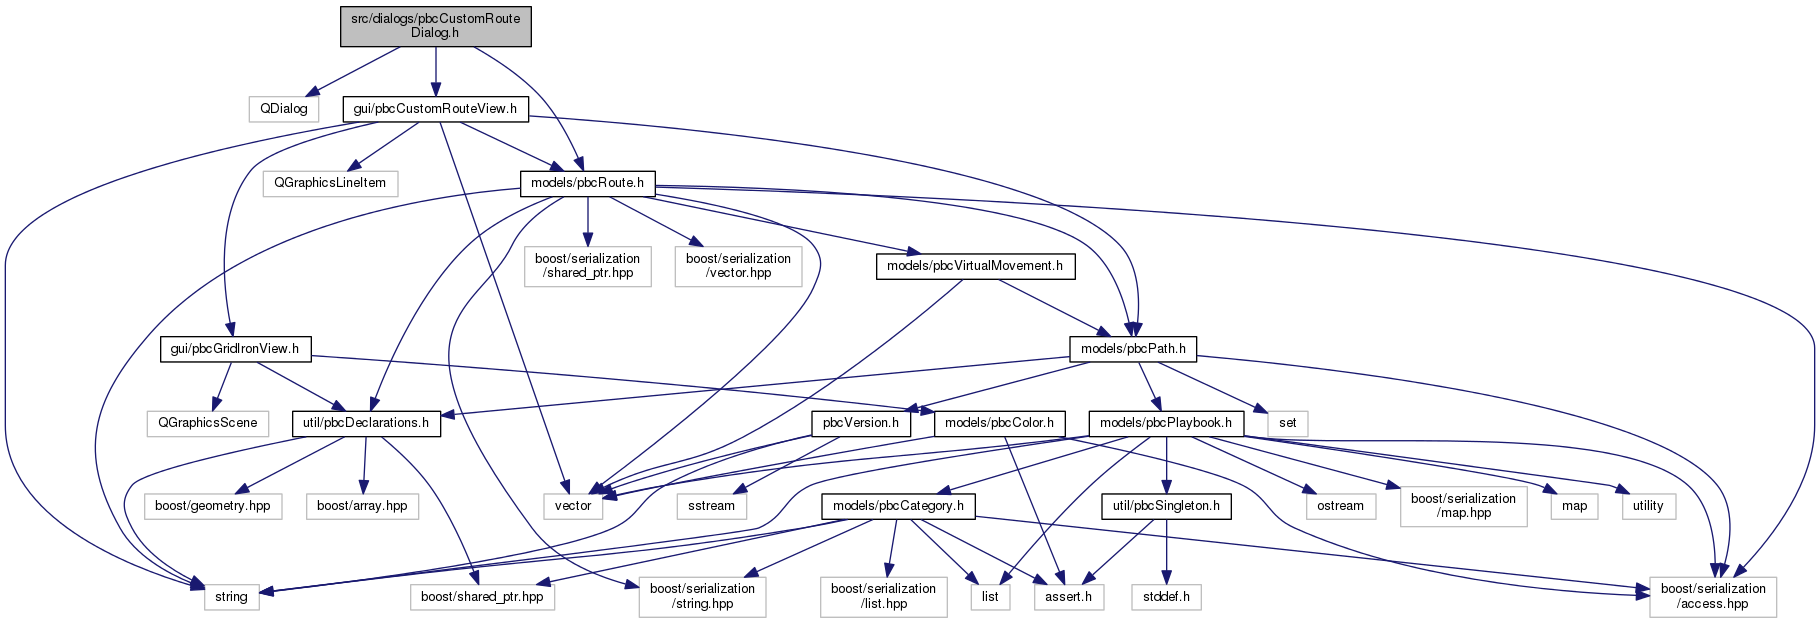 src/dialogs/pbcCustomRoute
Dialog.h
QDialog
gui/pbcCustomRouteView.h
QGraphicsLineItem
models/pbcRoute.h
boost/serialization
/shared_ptr.hpp
boost/serialization
/vector.hpp
models/pbcVirtualMovement.h
gui/pbcGridIronView.h
models/pbcPath.h
QGraphicsScene
util/pbcDeclarations.h
pbcVersion.h
models/pbcColor.h
models/pbcPlaybook.h
set
boost/geometry.hpp
boost/array.hpp
vector
sstream
models/pbcCategory.h
util/pbcSingleton.h
ostream
boost/serialization
/map.hpp
map
utility
string
boost/shared_ptr.hpp
boost/serialization
/string.hpp
boost/serialization
/list.hpp
list
assert.h
stddef.h
boost/serialization
/access.hpp